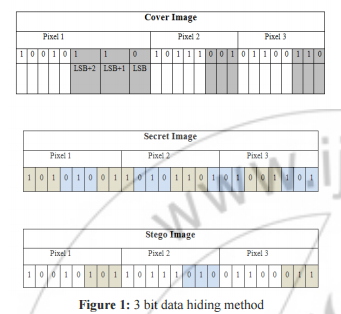 Cover Image
Pixel 1 Pixel 2 Pixel 3
1 0 0 1 0 1 1 0 1 0 1 1 1 0 0 1 0 1 1 0 0 1 1 0
LSB+2 LSB+1 LSB
Secret Image
Pixel 1 Pixel 2 Pixel 3
1 0 1 0 1 0 0 1 1 0 1 0 1 1 0 1 0 1 0 0 1 1 0 1
www.ij
Stego Image
Pixel 1 Pixel 2 Pixel 3
1 0 0 1 0 1 0 1 1 0 1 1 1 0 1 0 0 1 1 0 0 0 1 1
Figure 1: 3 bit data hiding method